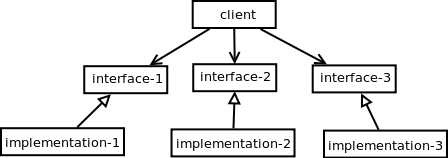 client
interface-1
interface-2
interface-3
implementation-1
implementation-2
implementation-3